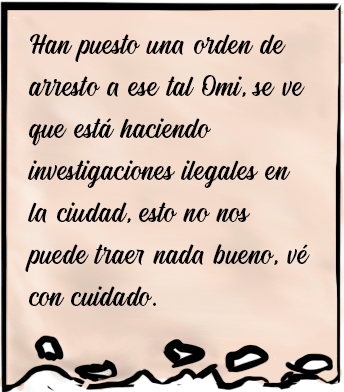 Han puesto una orden de
arresto a ese tal Omi, se ve
que está haciendo
investigaciones ilegales en
la ciudad, esto no nos
puede traer nada bueno, vé
con cuidado.